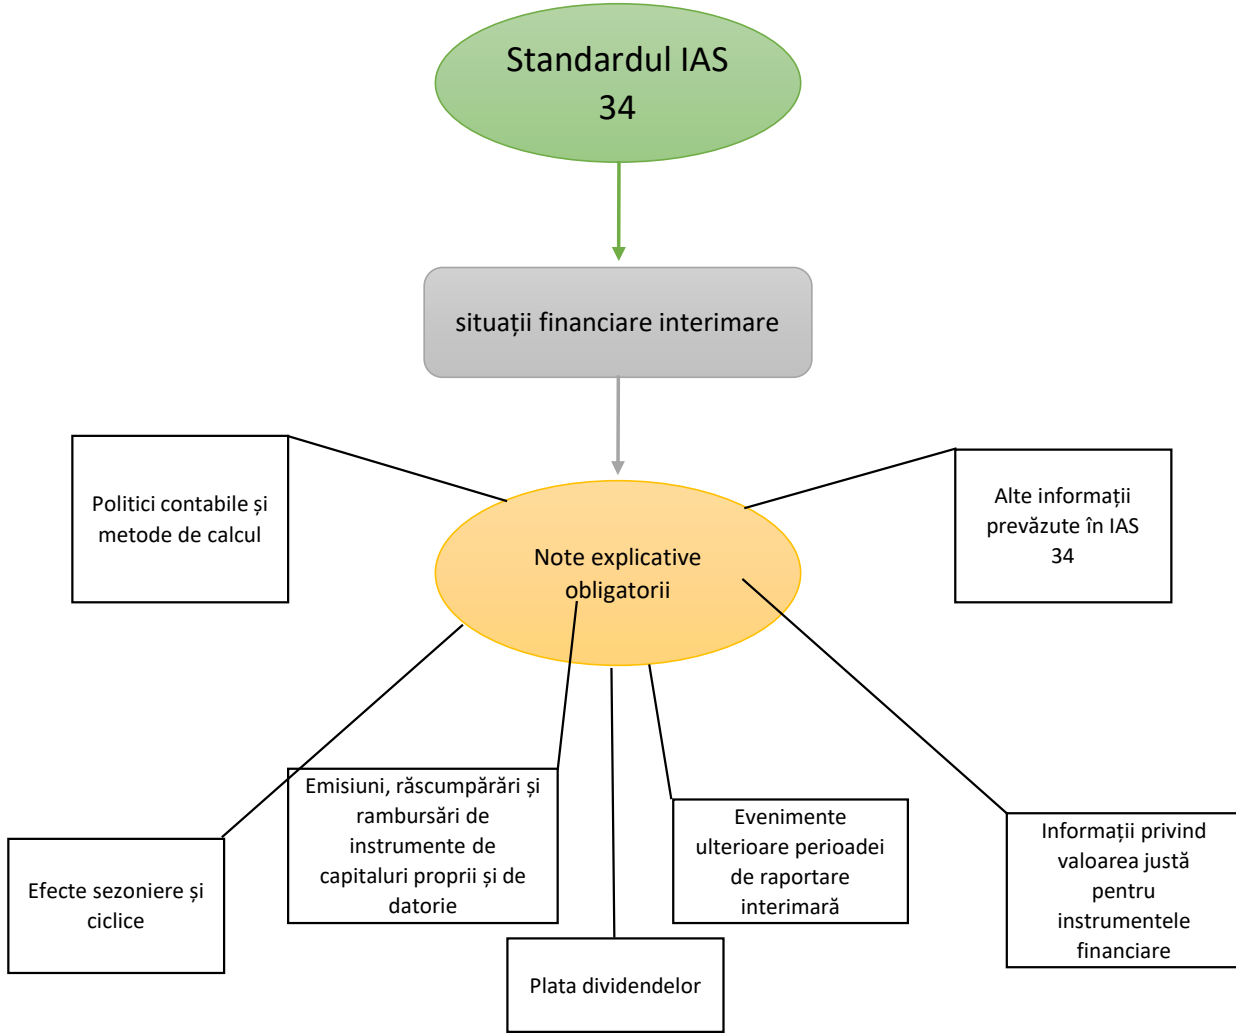 Standardul IAS
34
situații financiare interimare
Politici contabile și
metode de calcul
Alte informații
prevăzute în IAS
34
Note explicative
obligatorii
Emisiuni, răscumpărări și
rambursări de
instrumente de
capitaluri proprii și de
datorie
Evenimente
ulterioare perioadei
de raportare
interimară
Informații privind
valoarea justă
pentru
instrumentele
financiare
Efecte sezoniere și
ciclice
Plata dividendelor